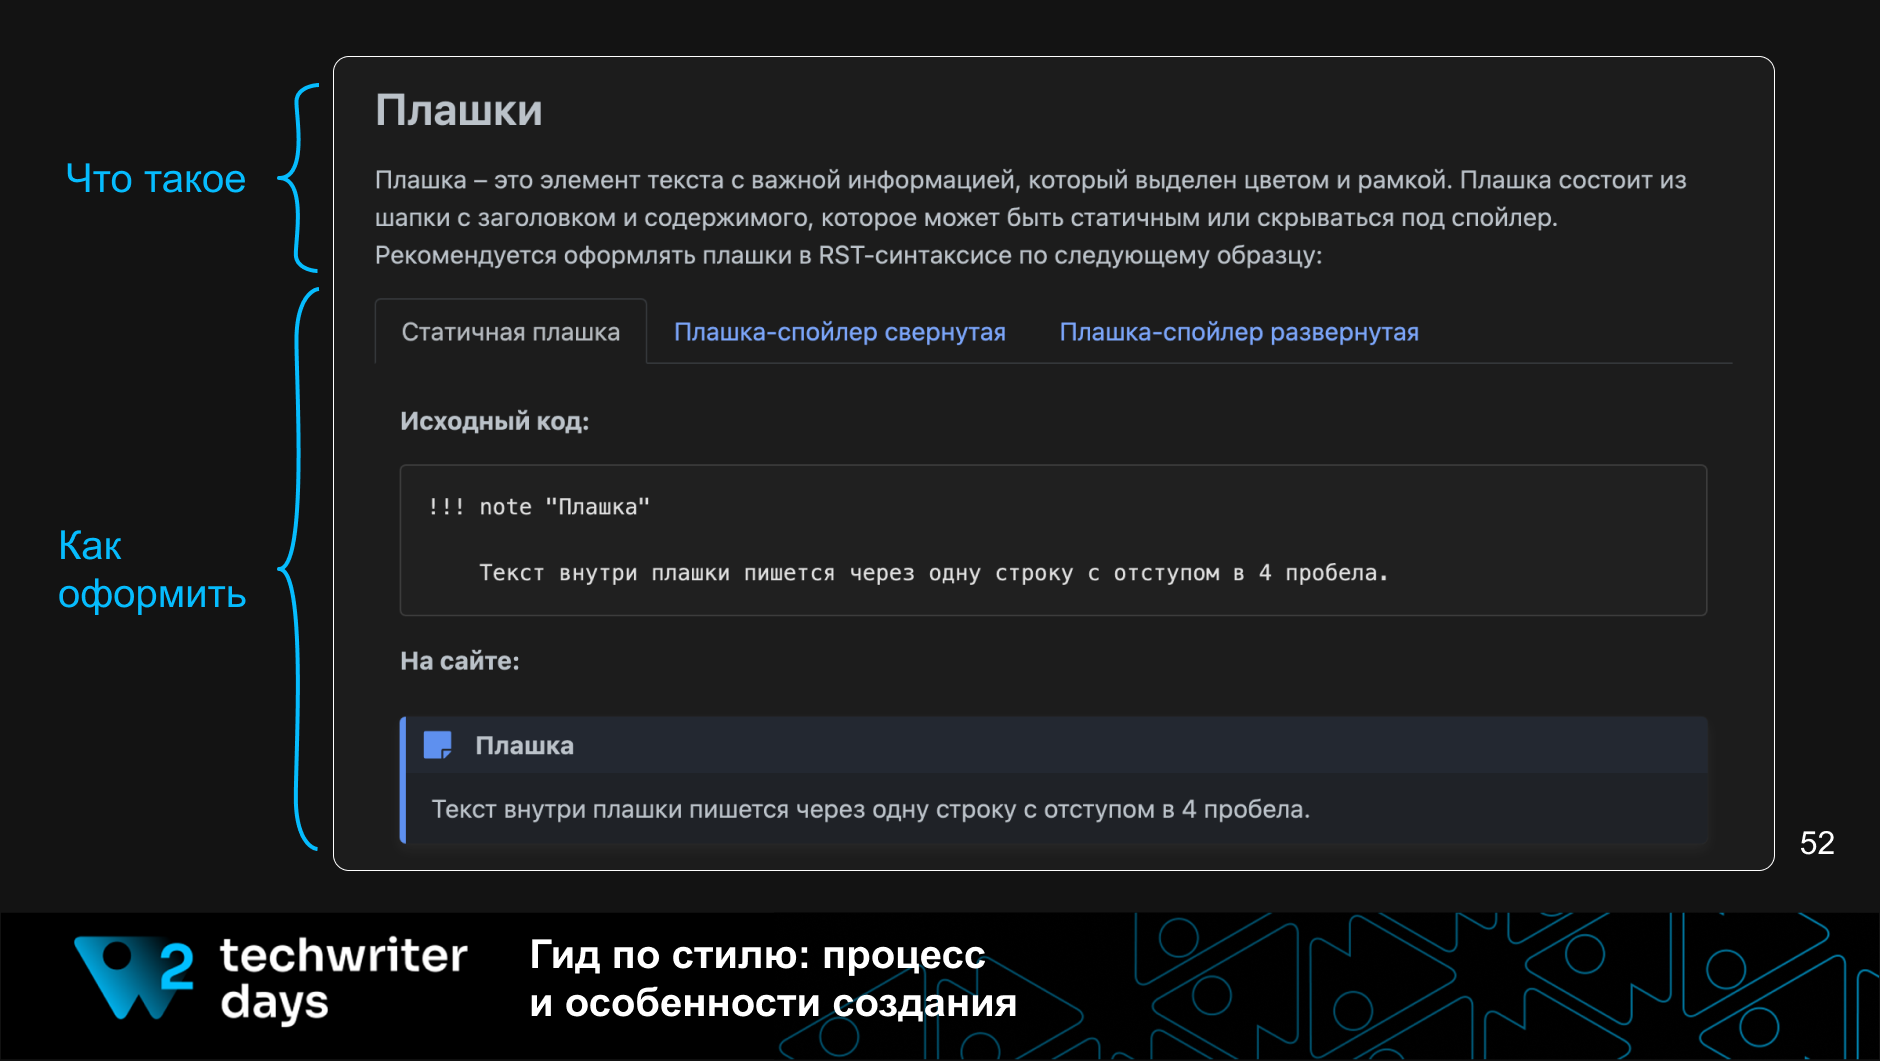 Что такое
Плашки
Плашка – это элемент текста с важной информацией, который выделен цветом и рамкой. Плашка состоит из
шапки с заголовком и содержимого, которое может быть статичным или скрываться под спойлер.
Рекомендуется оформлять плашки в RST-синтаксисе по следующему образцу:
Как
оформить
Статичная плашка
Плашка-спойлер свернутая
Плашка-спойлер развернутая
Исходный код:
!!! note "Плашка"
Текст внутри плашки пишется через одну строку с отступом в 4 пробела.
На сайте:
Плашка
Текст внутри плашки пишется через одну строку с отступом в 4 пробела.
52
2
techwriter
days
Гид по стилю: процесс
и особенности создания